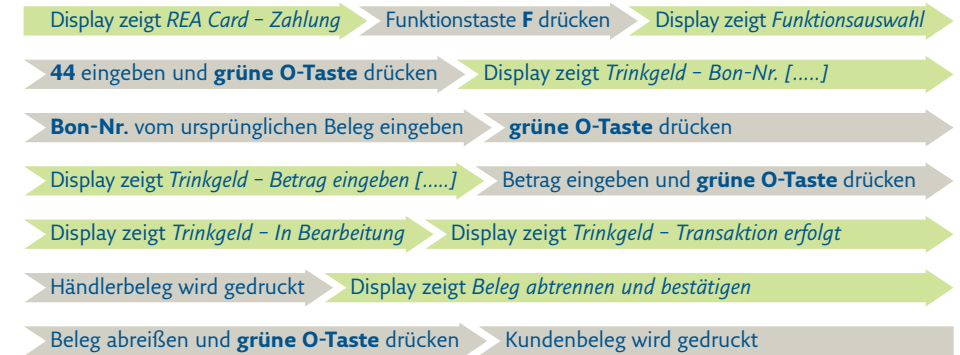 Display zeigt REA Card – Zahlung Funktionstaste F drücken Display zeigt Funktionsauswahl
44 eingeben und grüne O-Taste drücken Display zeigt Trinkgeld – Bon-Nr. [.....]
Bon-Nr. vom ursprünglichen Beleg eingeben grüne O-Taste drücken
Display zeigt Trinkgeld – Betrag eingeben [.....] Betrag eingeben und grüne O-Taste drücken
Display zeigt Trinkgeld – In Bearbeitung Display zeigt Trinkgeld – Transaktion erfolgt
Händlerbeleg wird gedruckt Display zeigt Beleg abtrennen und bestätigen
Beleg abreißen und grüne O-Taste drücken Kundenbeleg wird gedruckt